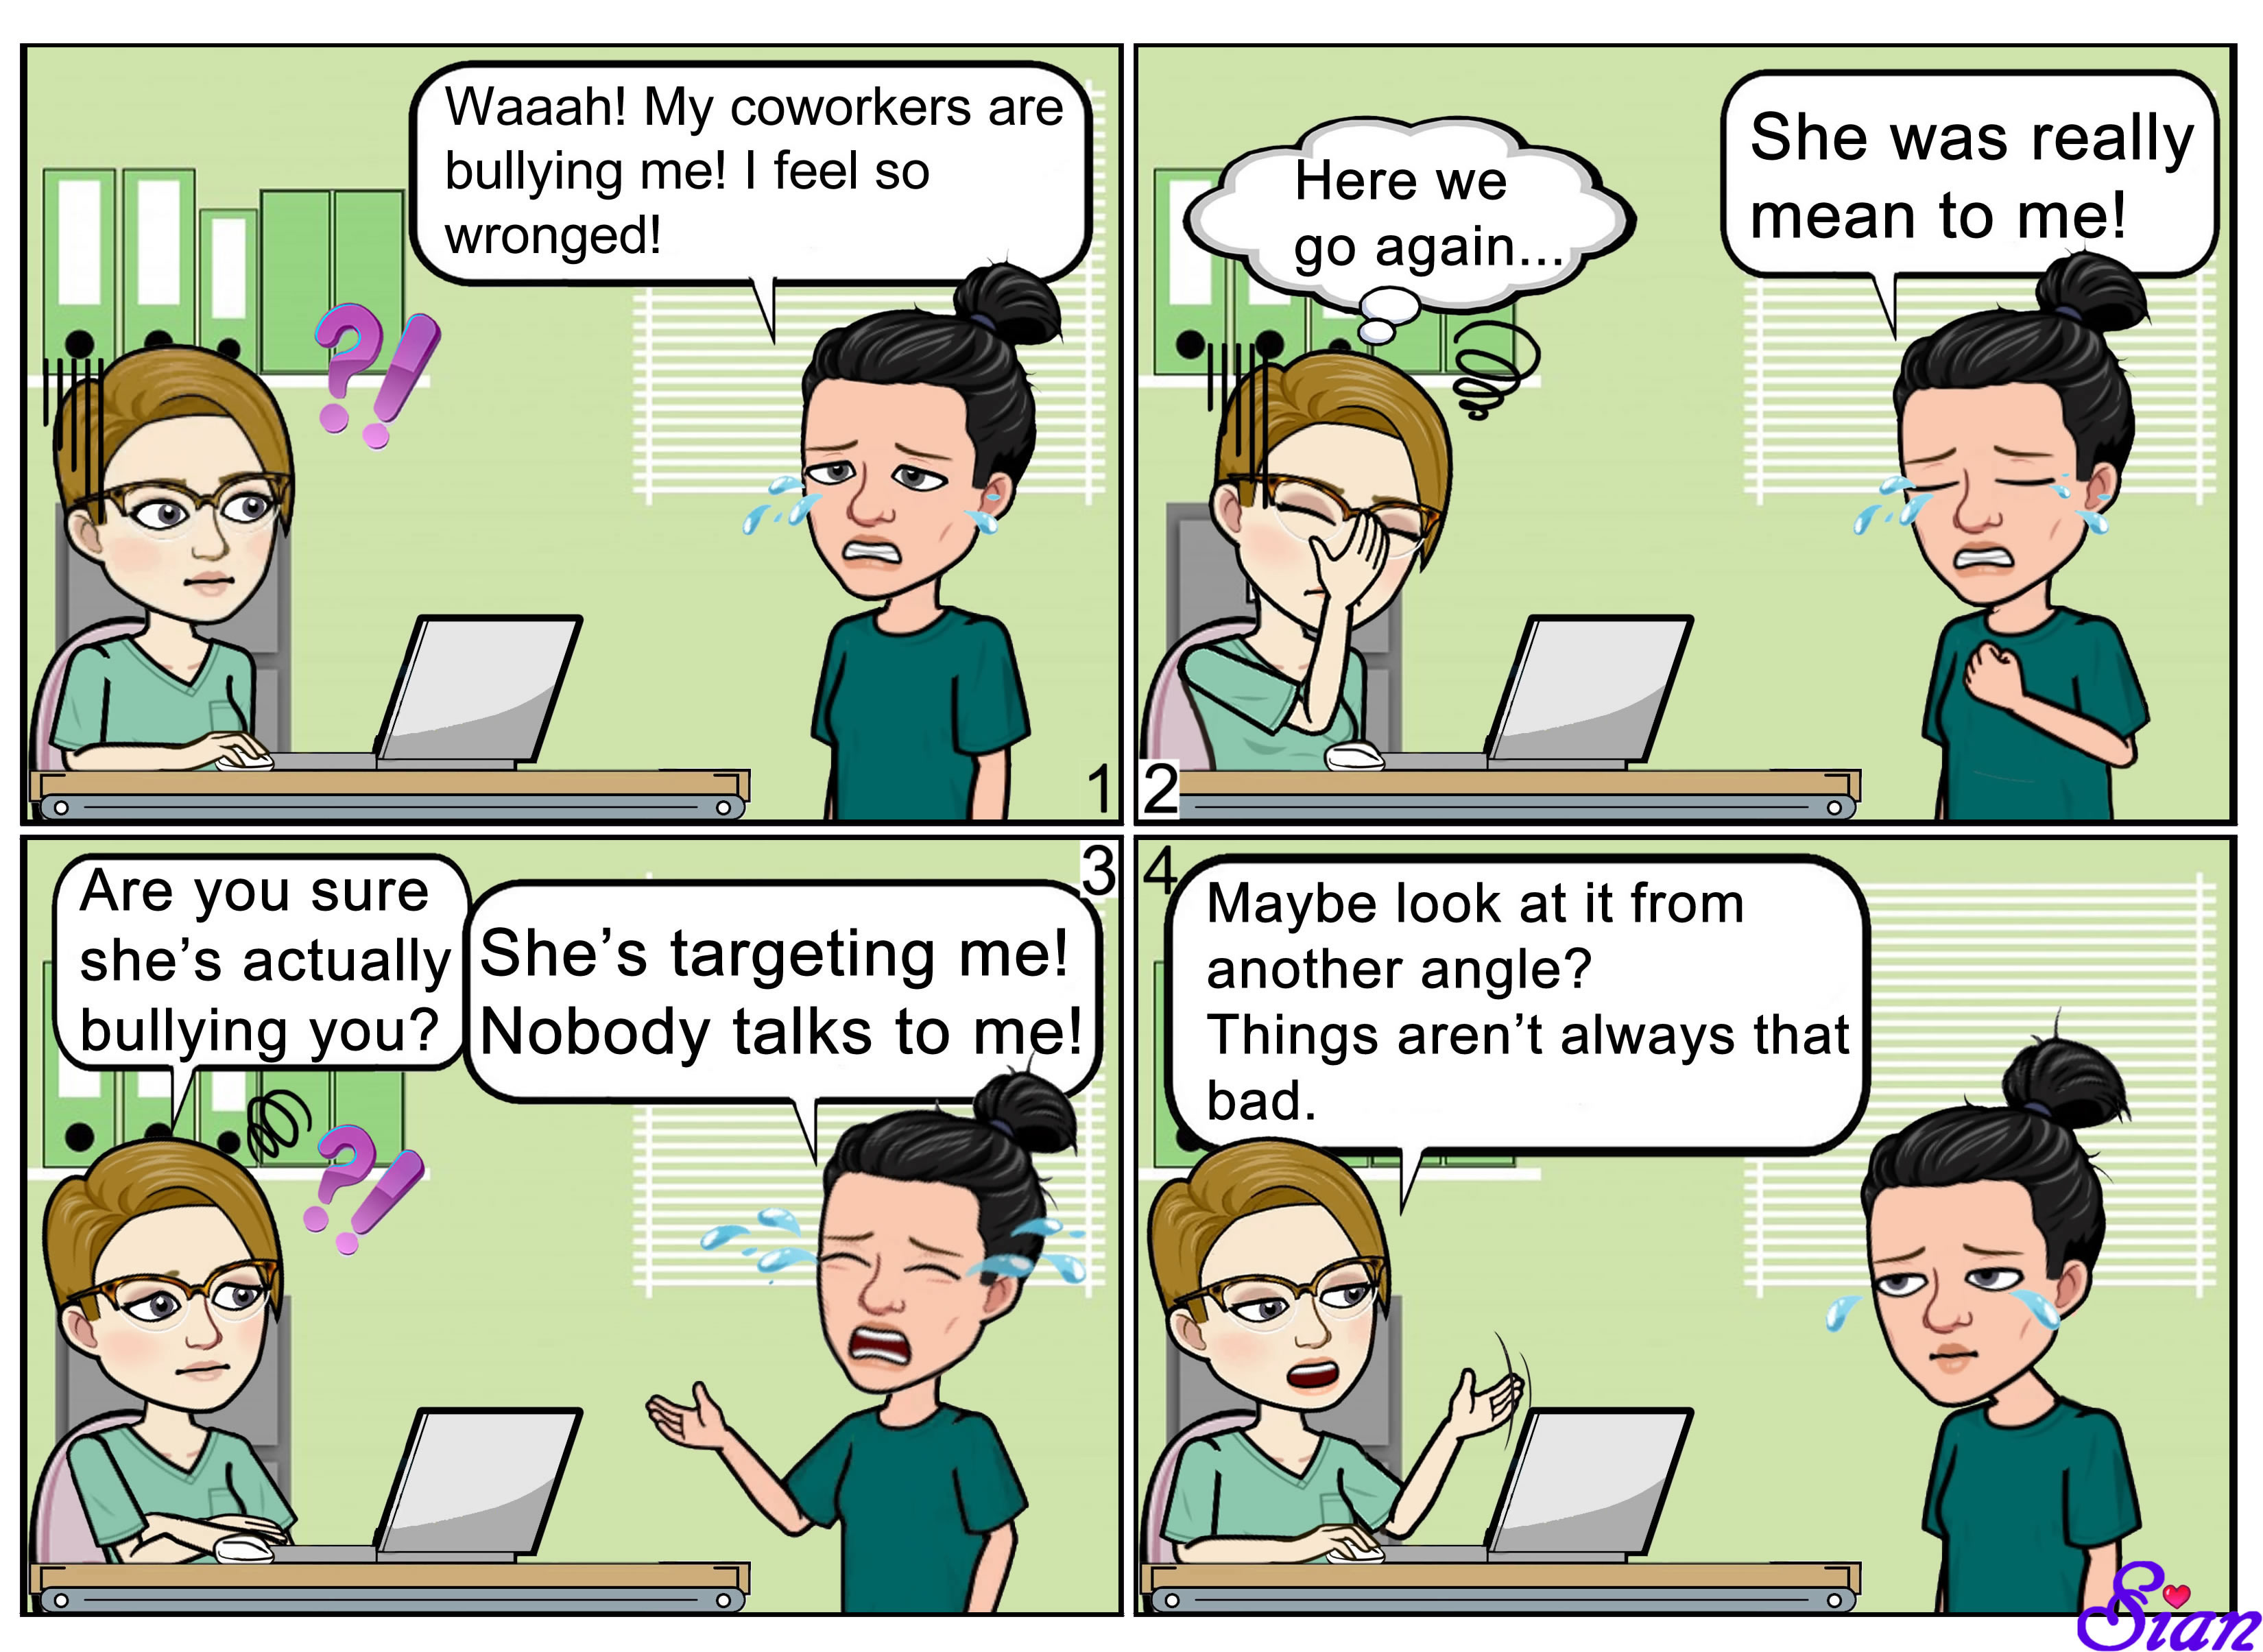 Waaah! My coworkers are
bullying me! I feel so
wronged!
?!
1
Here we
go again...
She was really
mean to me!
2
Are you sure
she’s actually
bullying you?
She’s targeting me!
Nobody talks to me!
?!
3
4
Maybe look at it from
another angle?
Things aren’t always that
bad.
Sian